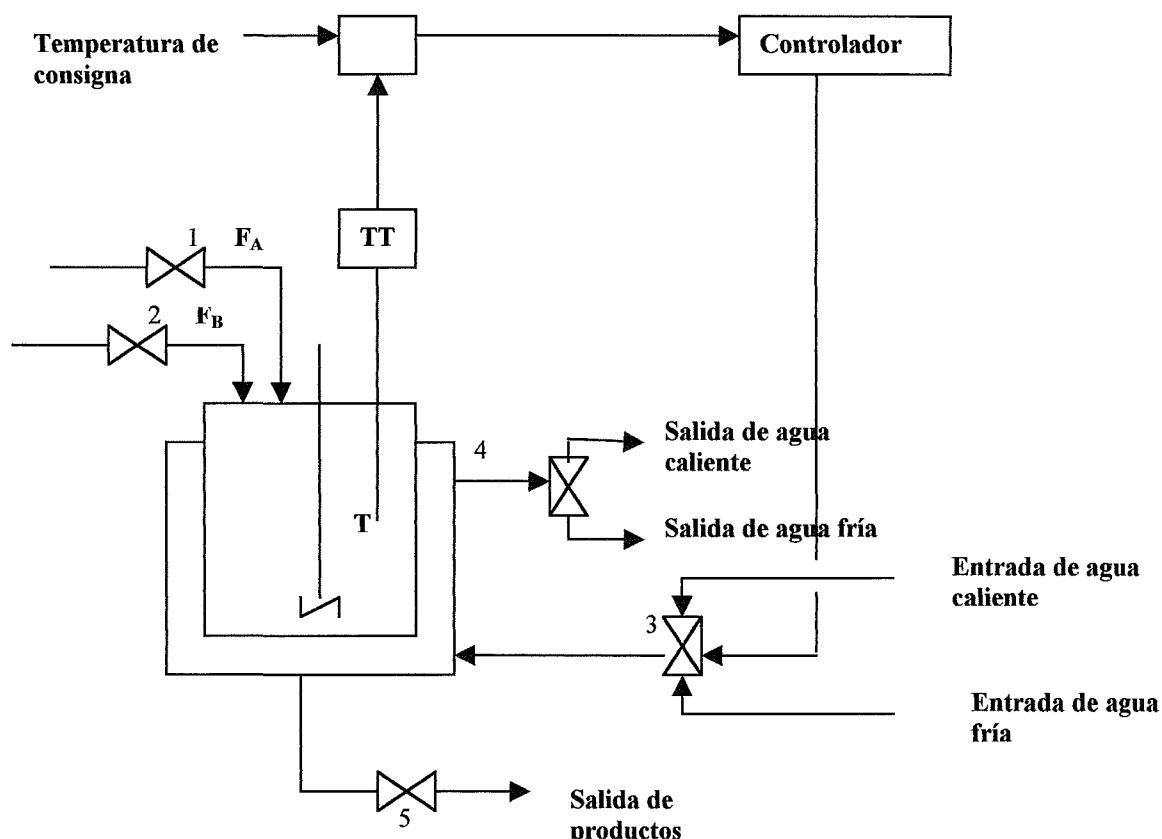 Temperatura de
consigna
Controlador
TT
1
F_A
2
F_B
T
4
Salida de agua
caliente
Salida de agua fría
3
Entrada de agua
caliente
Entrada de agua
fría
5
Salida de
productos